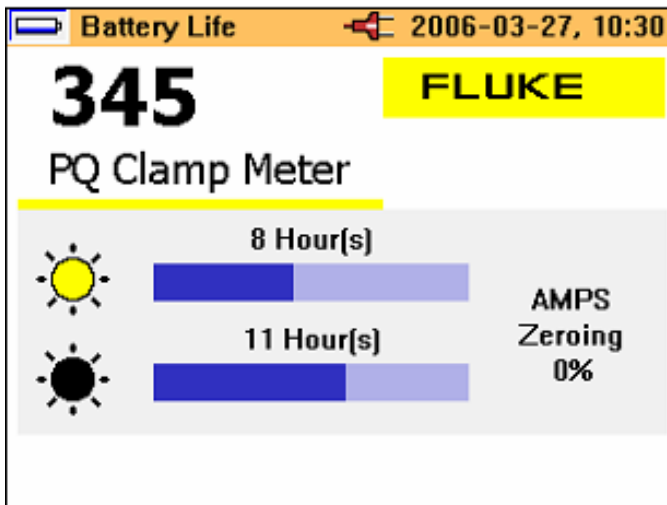 Battery Life 2006-03-27, 10:30
345
FLUKE
PQ Clamp Meter
8 Hour(s)
11 Hour(s)
AMPS
Zeroing
0%